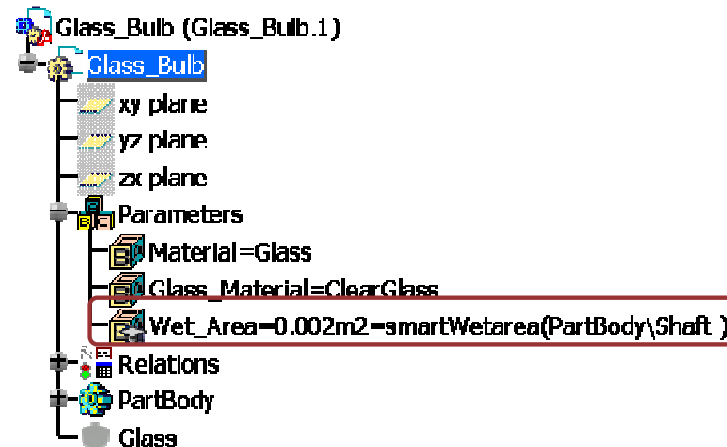 Glass_Bulb (Glass_Bulb.1)
Glass_Bulb
xy plane
yz plane
zx plane
Parameters
Material=Glass
Glass_Material=ClearGlass
Wet_Area=0.002m2=smartWetarea(PartBody\Shaft )
Relations
PartBody
Glass